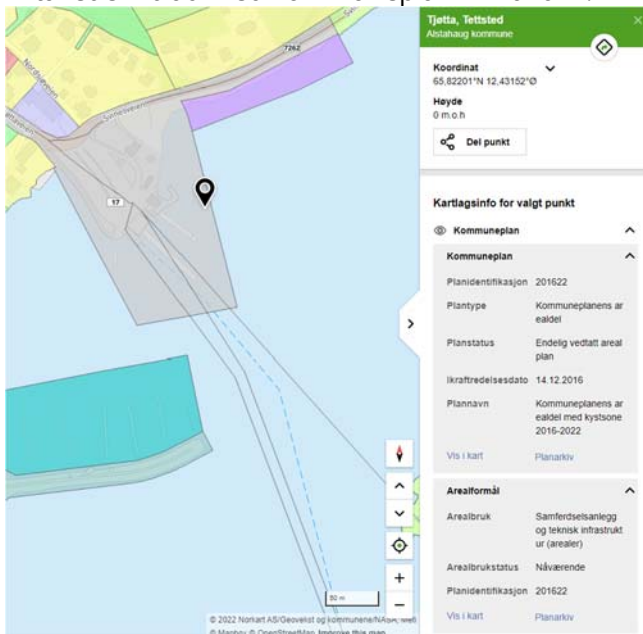 7262
Nordsjøveien
Svinnesveien
17
50 m
© 2022 Norkart AS/Geovekst og kommunene/NASA, Meti
© Mapbox © OpenStreetMap Improve this map
Tjøtta, Tettsted
Alstahaug kommune
Koordinat
65,82201°N 12,43152°Ø
Høyde
0 m.o.h
Del punkt
Kartlagsinfo for valgt punkt
Kommuneplan
Kommuneplan
Planidentifikasjon 201622
Plantype Kommuneplanens ar
ealdel
Planstatus Endelig vedtatt areal
plan
Ikraftredelsesdato 14.12.2016
Plannavn Kommuneplanens ar
ealdel med kystsone
2016-2022
Vis i kart Planarkiv
Arealformål
Arealbruk Samferdselsanlegg
og teknisk infrastrukt
ur (arealer)
Arealbrukstatus Nåværende
Planidentifikasjon 201622
Vis i kart Planarkiv